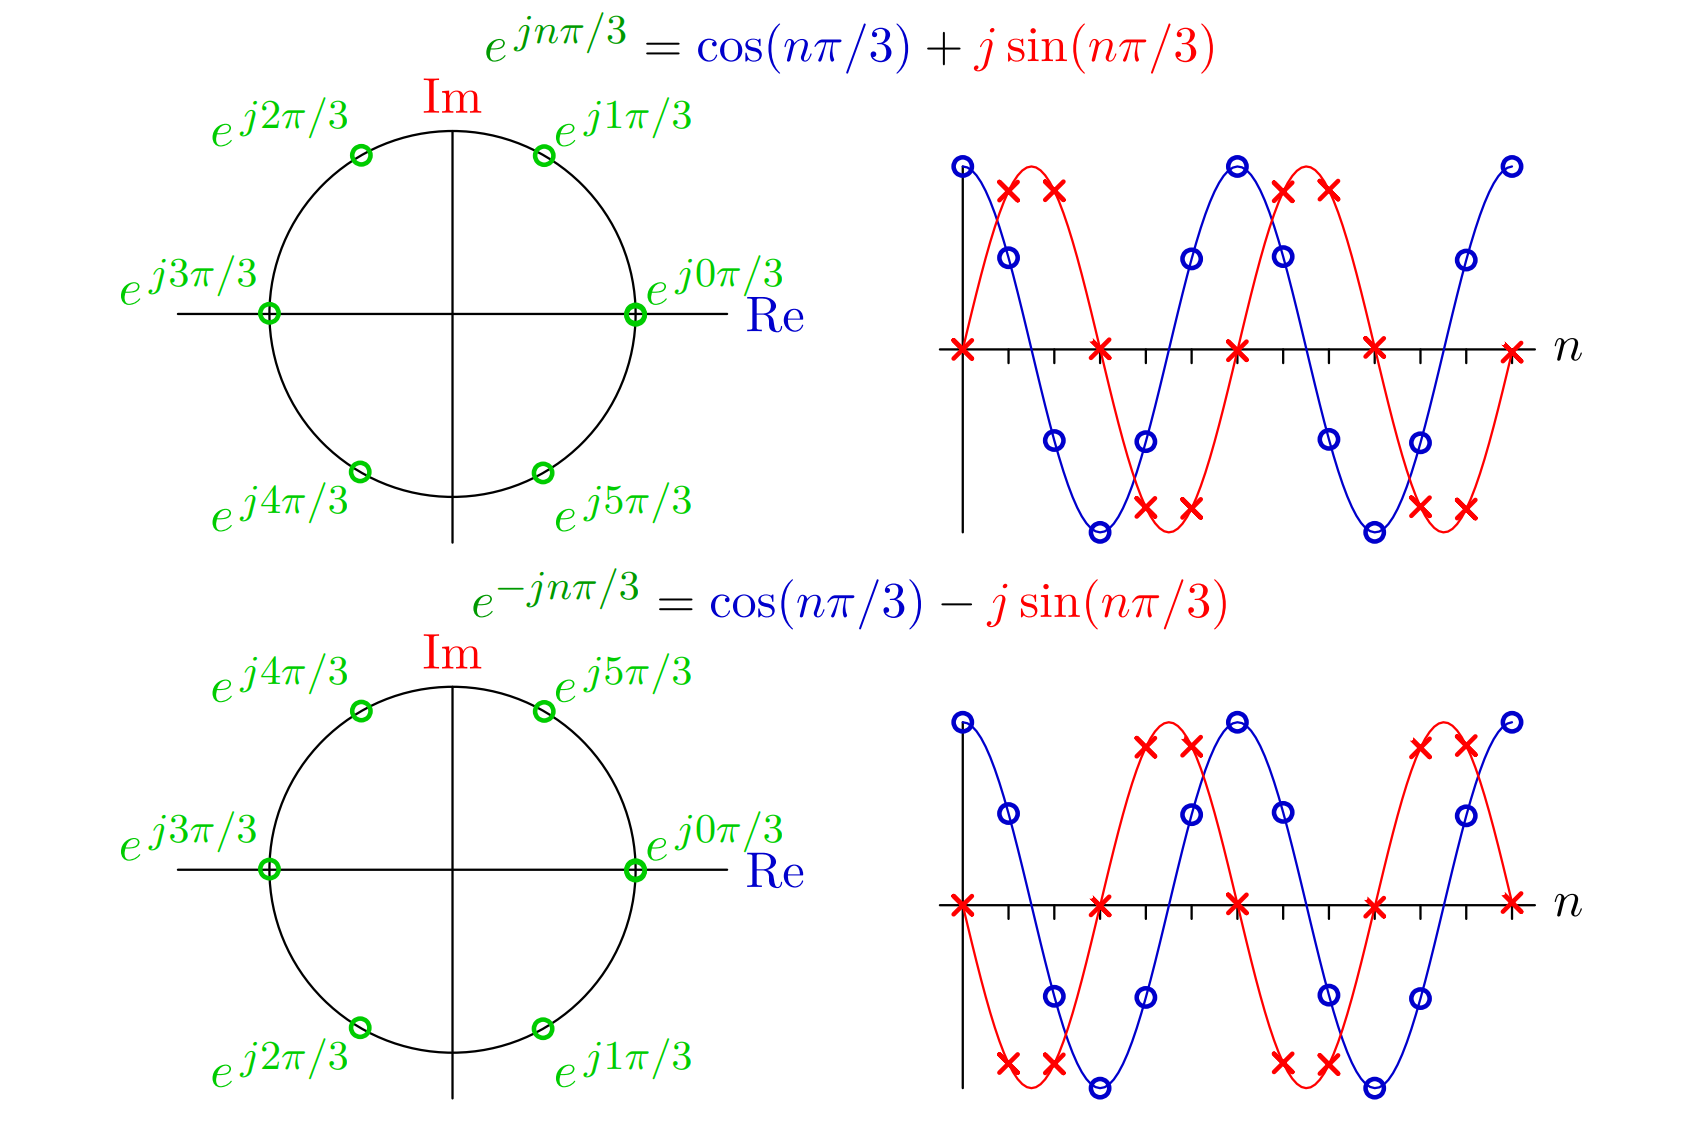 e^{jnπ/3} = cos(nπ/3) + j sin(nπ/3)
Im
e^{j2π/3} e^{j1π/3}
e^{j3π/3} e^{j0π/3}
Re
n
e^{j4π/3} e^{j5π/3}
e^{-jnπ/3} = cos(nπ/3) − j sin(nπ/3)
Im
e^{j4π/3} e^{j5π/3}
e^{j3π/3} e^{j0π/3}
Re
n
e^{j2π/3} e^{j1π/3}